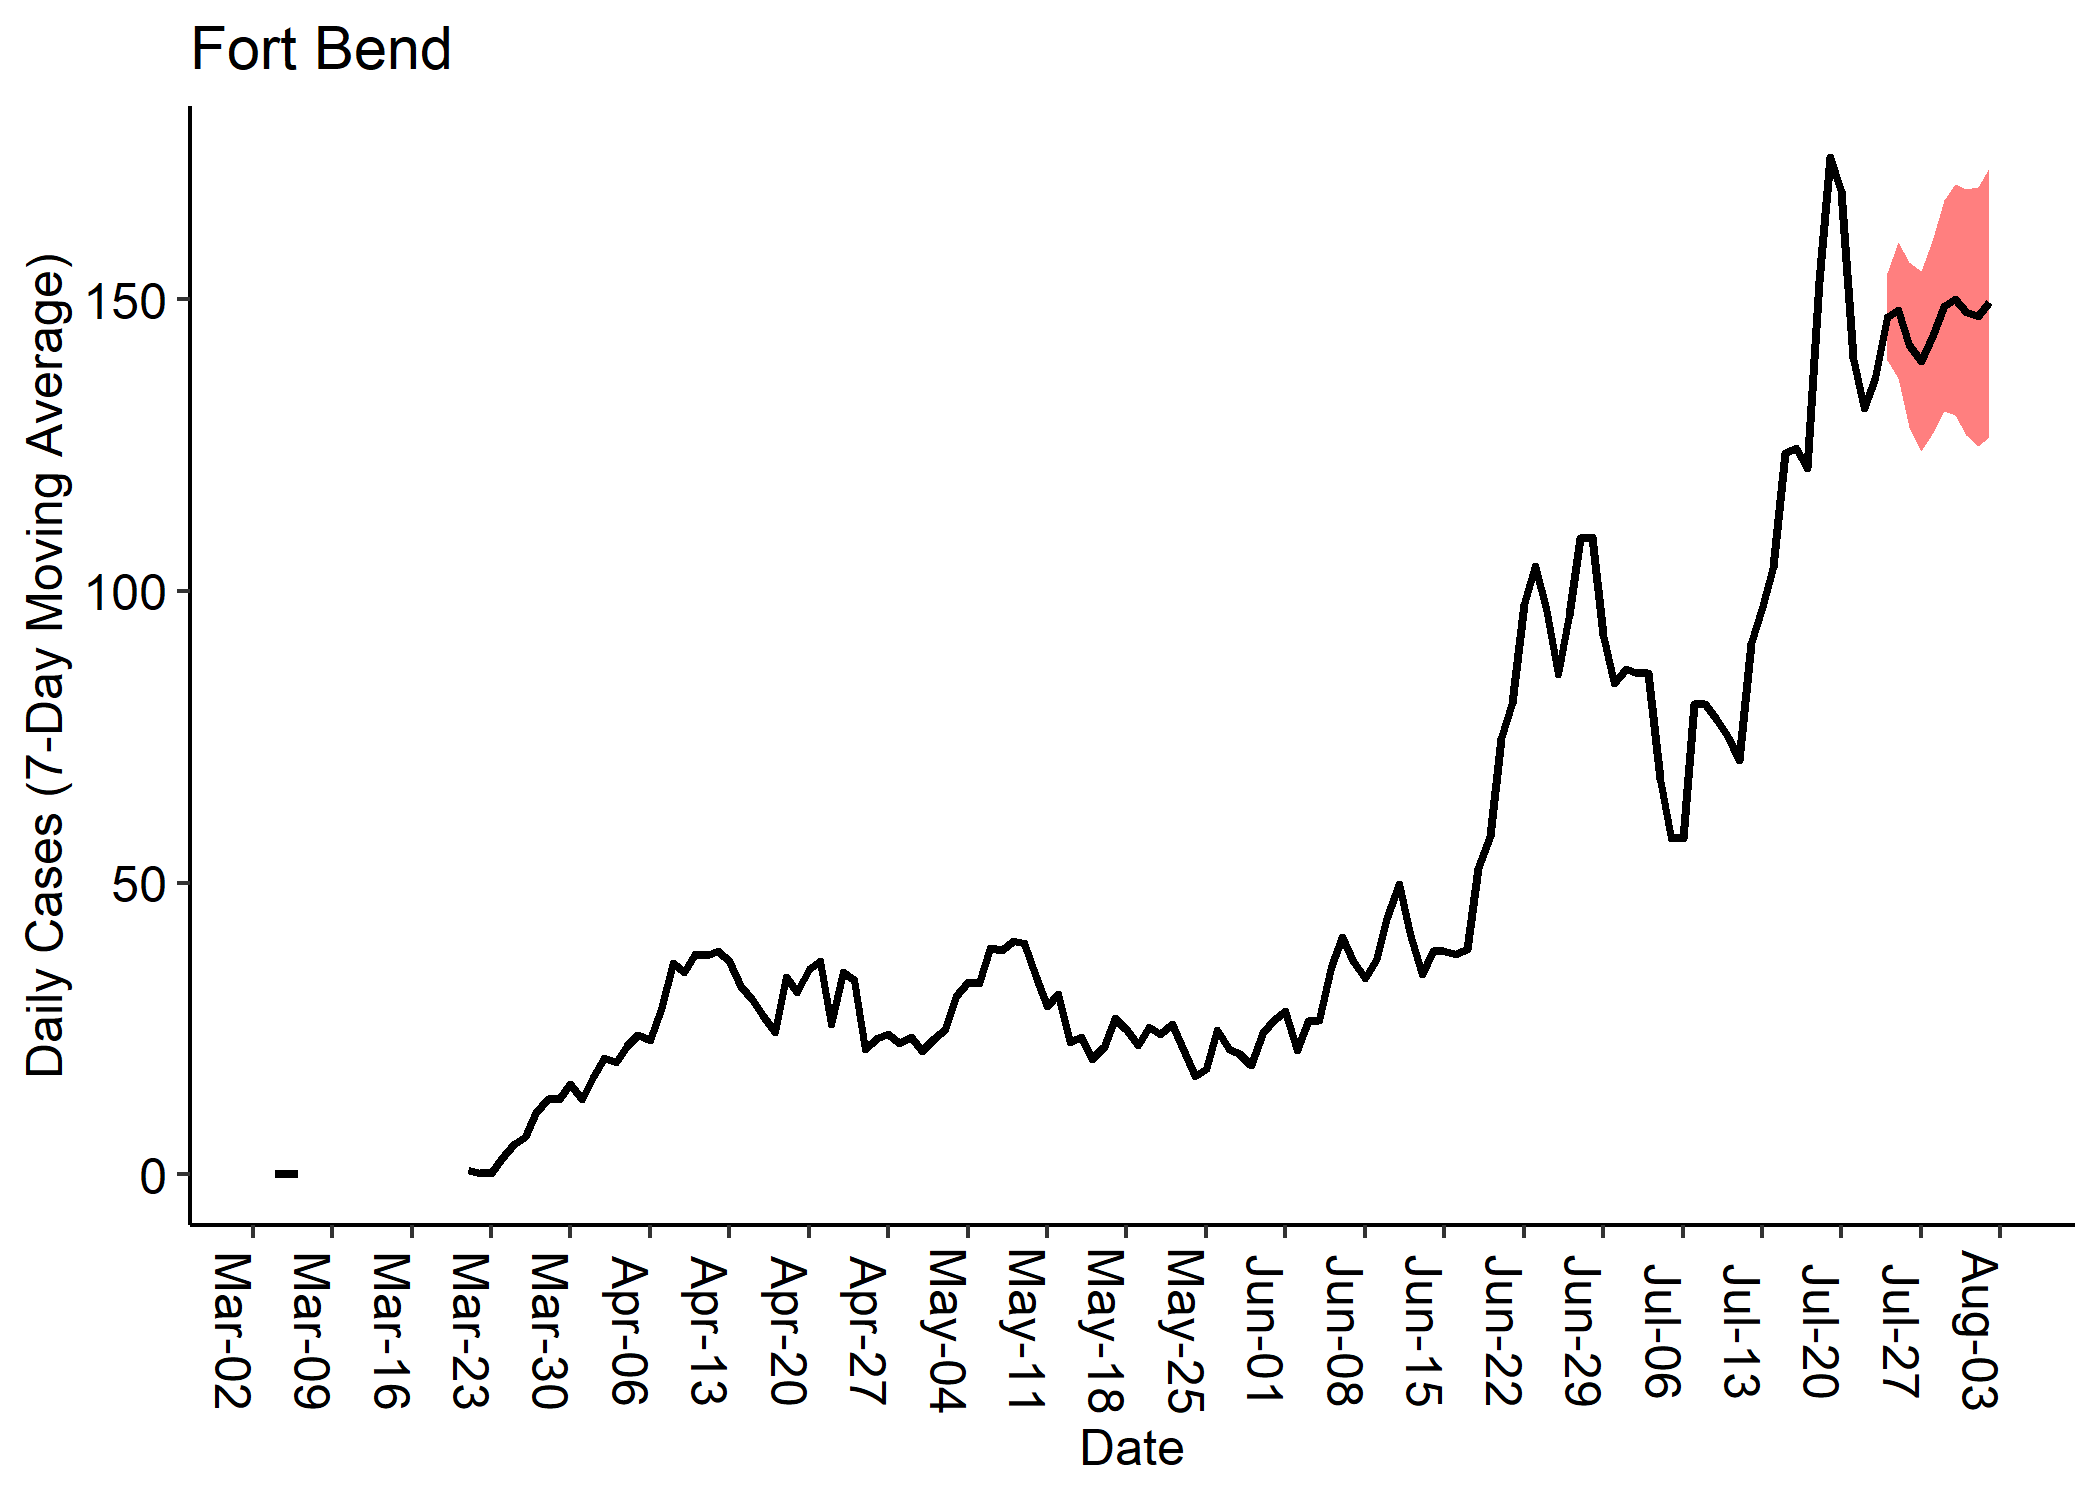 Fort Bend
Daily Cases (7-Day Moving Average)
150
100
50
0
Mar-02
Mar-09
Mar-16
Mar-23
Mar-30
Apr-06
Apr-13
Apr-20
Apr-27
May-04
May-11
May-18
May-25
Jun-01
Jun-08
Jun-15
Jun-22
Jun-29
Jul-06
Jul-13
Jul-20
Jul-27
Aug-03
Date